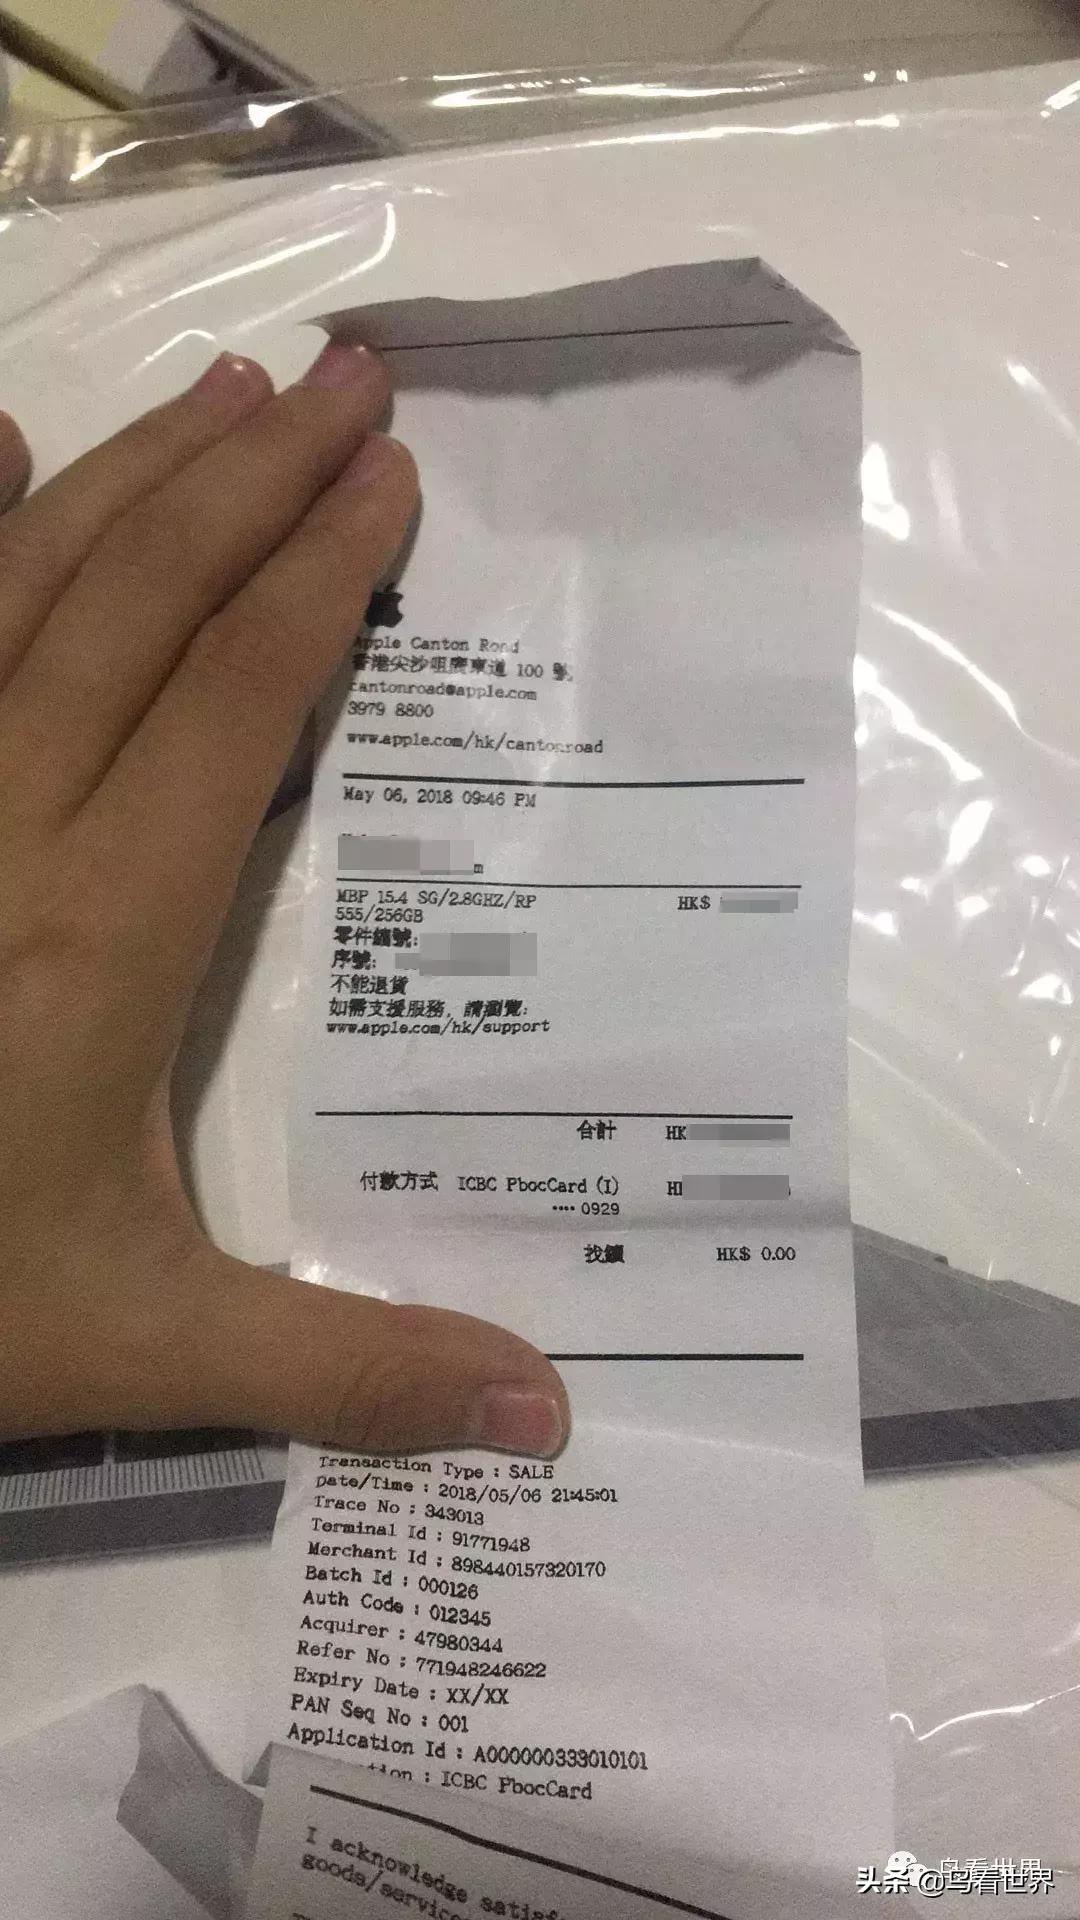 Apple Canton Road
香港尖沙咀廣東道 100 號
cantonroad@apple.com
3979 8800
www.apple.com/hk/cantonroad
May 06, 2018 09:46 PM
MBP 15.4 SG/2.8GHZ/RP HK$
555/256GB
零件編號:
序號:
不能退貨
如需支援服務, 請瀏覽:
www.apple.com/hk/support
合計 HK
付款方式 ICBC PbocCard (I)
•••• 0929
找續 HK$ 0.00
Transaction Type : SALE
Date/Time : 2018/05/06 21:45:01
Trace No : 343013
Terminal Id : 91771948
Merchant Id : 898440157320170
Batch Id : 000126
Auth Code : 012345
Acquirer : 47980344
Refer No : 771948246622
Expiry Date : XX/XX
PAN Seq No : 001
Application Id : A000000333010101
: ICBC PbocCard
I acknowledge
goods/
鸟看世界
头条 @鸟看世界